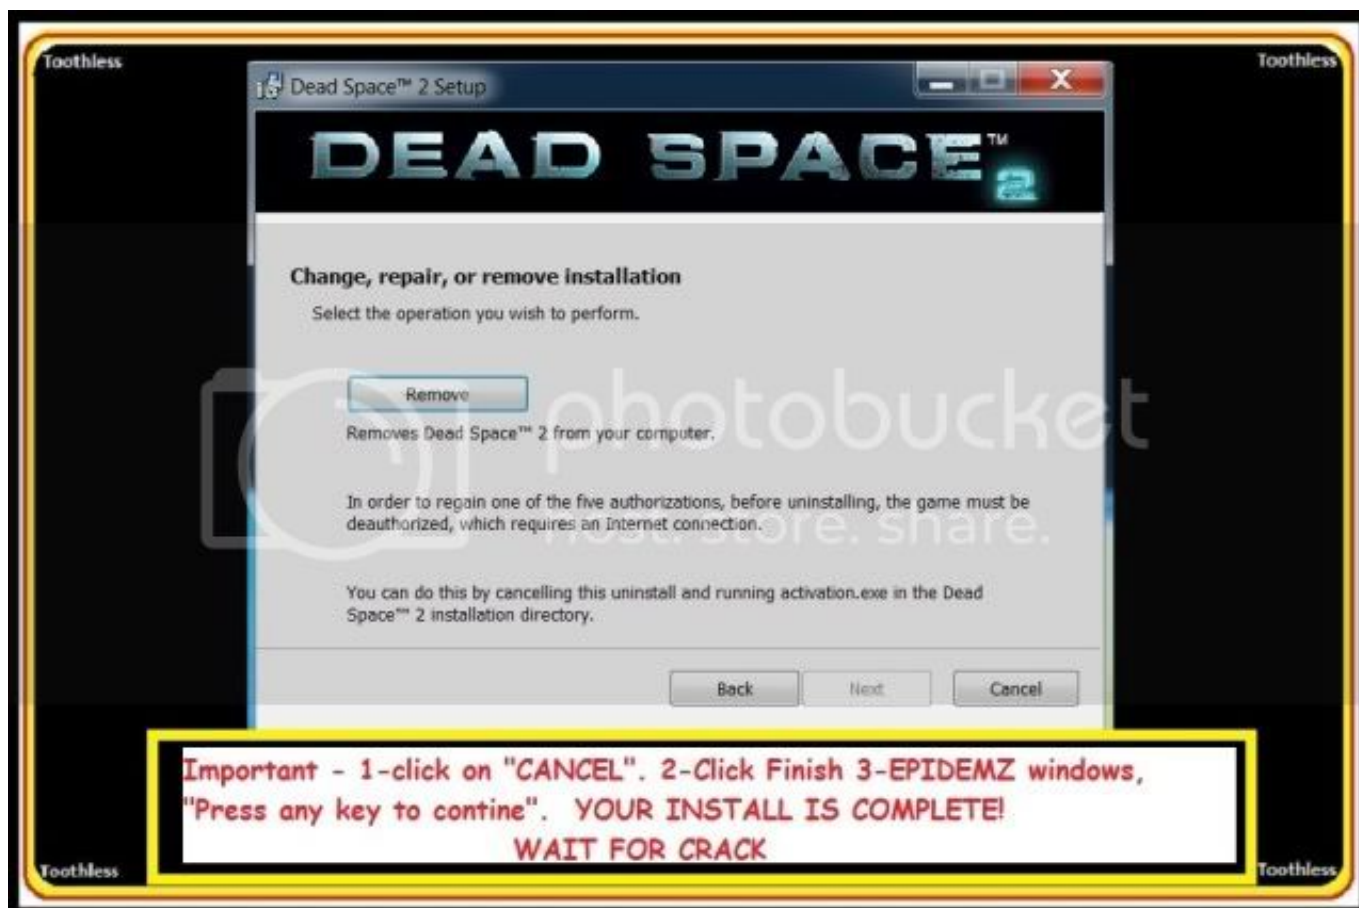 Toothless
Toothless
Dead Space™ 2 Setup
DEAD SPACE™ 2
Change, repair, or remove installation
Select the operation you wish to perform.
Remove
Removes Dead Space™ 2 from your computer.
photobucket
In order to regain one of the five authorizations, before uninstalling, the game must be
deauthorized, which requires an Internet connection.
host. store. share.
You can do this by cancelling this uninstall and running activation.exe in the Dead
Space™ 2 installation directory.
Back
Next
Cancel
Important - 1-click on "CANCEL". 2-Click Finish 3-EPIDEMZ windows,
"Press any key to contine". YOUR INSTALL IS COMPLETE!
WAIT FOR CRACK
Toothless
Toothless